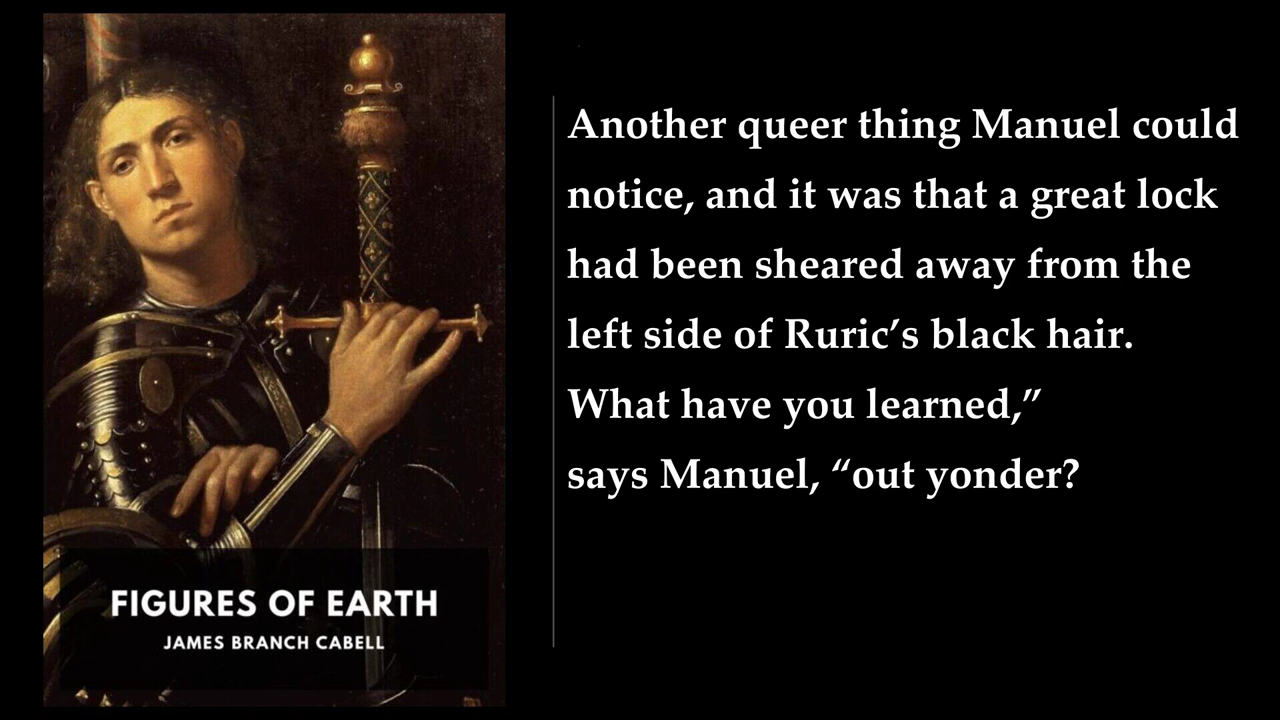 FIGURES OF EARTH
JAMES BRANCH CABELL
Another queer thing Manuel could
notice, and it was that a great lock
had been sheared away from the
left side of Ruric’s black hair.
What have you learned,”
says Manuel, “out yonder?